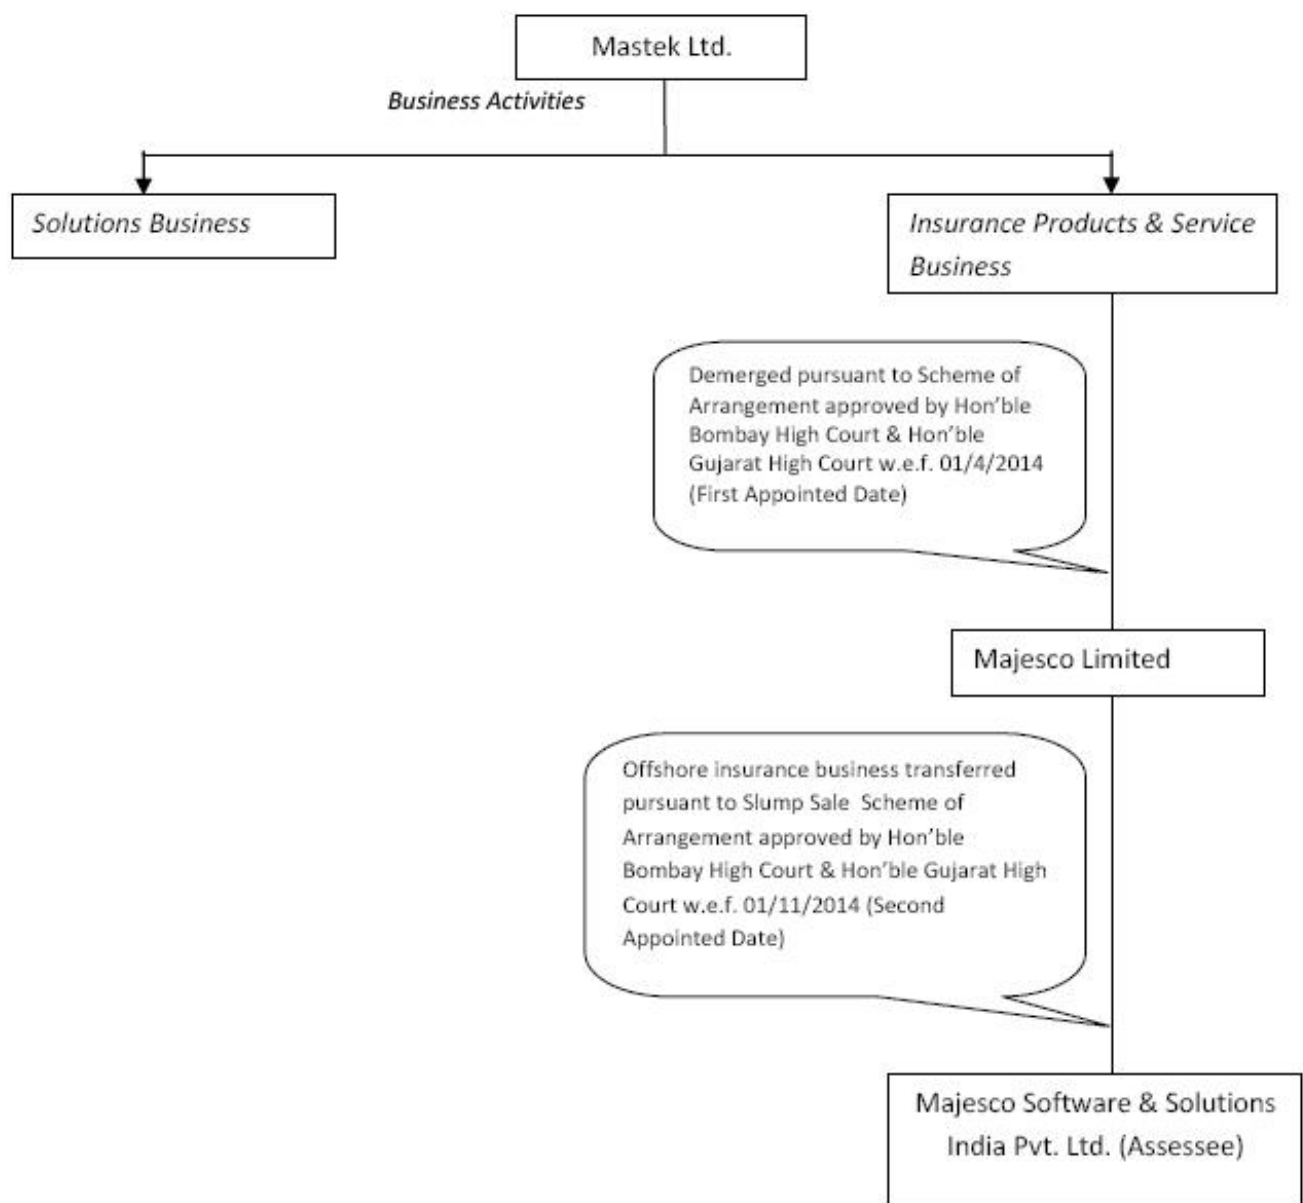 Mastek Ltd.
Business Activities
Solutions Business
Insurance Products & Service
Business
Demerged pursuant to Scheme of
Arrangement approved by Hon'ble
Bombay High Court & Hon'ble
Gujarat High Court w.e.f. 01/4/2014
(First Appointed Date)
Majesco Limited
Offshore insurance business transferred
pursuant to Slump Sale Scheme of
Arrangement approved by Hon'ble
Bombay High Court & Hon'ble Gujarat High
Court w.e.f. 01/11/2014 (Second
Appointed Date)
Majesco Software & Solutions
India Pvt. Ltd. (Assessee)